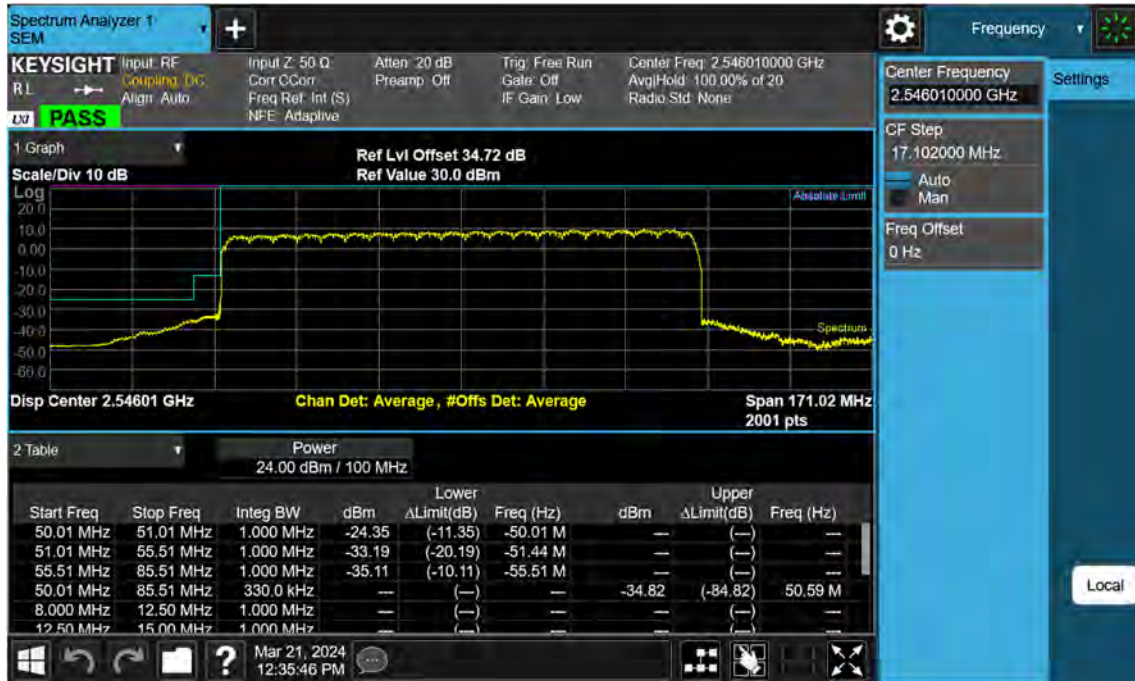 Spectrum Analyzer 1
SEM
+
Frequency
KEYSIGHT
Input: RF
Coupling: DC
Align: Auto
Input Z: 50 Ω
Corr CCorr
Freq Ref: Int (S)
NFE: Adaptive
Atten: 20 dB
Preamp: Off
Trig: Free Run
Gate: Off
IF Gain: Low
Center Freq: 2.546010000 GHz
Avg|Hold: 100.00% of 20
Radio Std: None
RL
LXI
PASS
Center Frequency
2.546010000 GHz
Settings
CF Step
17.102000 MHz
Auto
Man
Freq Offset
0 Hz
Local
1 Graph
Scale/Div 10 dB
Ref Lvl Offset 34.72 dB
Ref Value 30.0 dBm
Log
Absolute Limit
20.0
10.0
0.00
-10.0
-20.0
-30.0
-40.0
-50.0
-60.0
Spectrum
Disp Center 2.54601 GHz
Chan Det: Average , #Offs Det: Average
Span 171.02 MHz
2001 pts
2 Table
Power
24.00 dBm / 100 MHz
Lower Upper
Start Freq Stop Freq Integ BW dBm ΔLimit(dB) Freq (Hz) dBm ΔLimit(dB) Freq (Hz)
50.01 MHz 51.01 MHz 1.000 MHz -24.35 (-11.35) -50.01 M --- (---) ---
51.01 MHz 55.51 MHz 1.000 MHz -33.19 (-20.19) -51.44 M --- (---) ---
55.51 MHz 85.51 MHz 1.000 MHz -35.11 (-10.11) -55.51 M --- (---) ---
50.01 MHz 85.51 MHz 330.0 kHz --- (---) --- -34.82 (-84.82) 50.59 M
8.000 MHz 12.50 MHz 1.000 MHz --- (---) --- --- (---) ---
12.50 MHz 15.00 MHz 1.000 MHz --- (---) --- --- (---) ---
?
Mar 21, 2024
12:35:46 PM